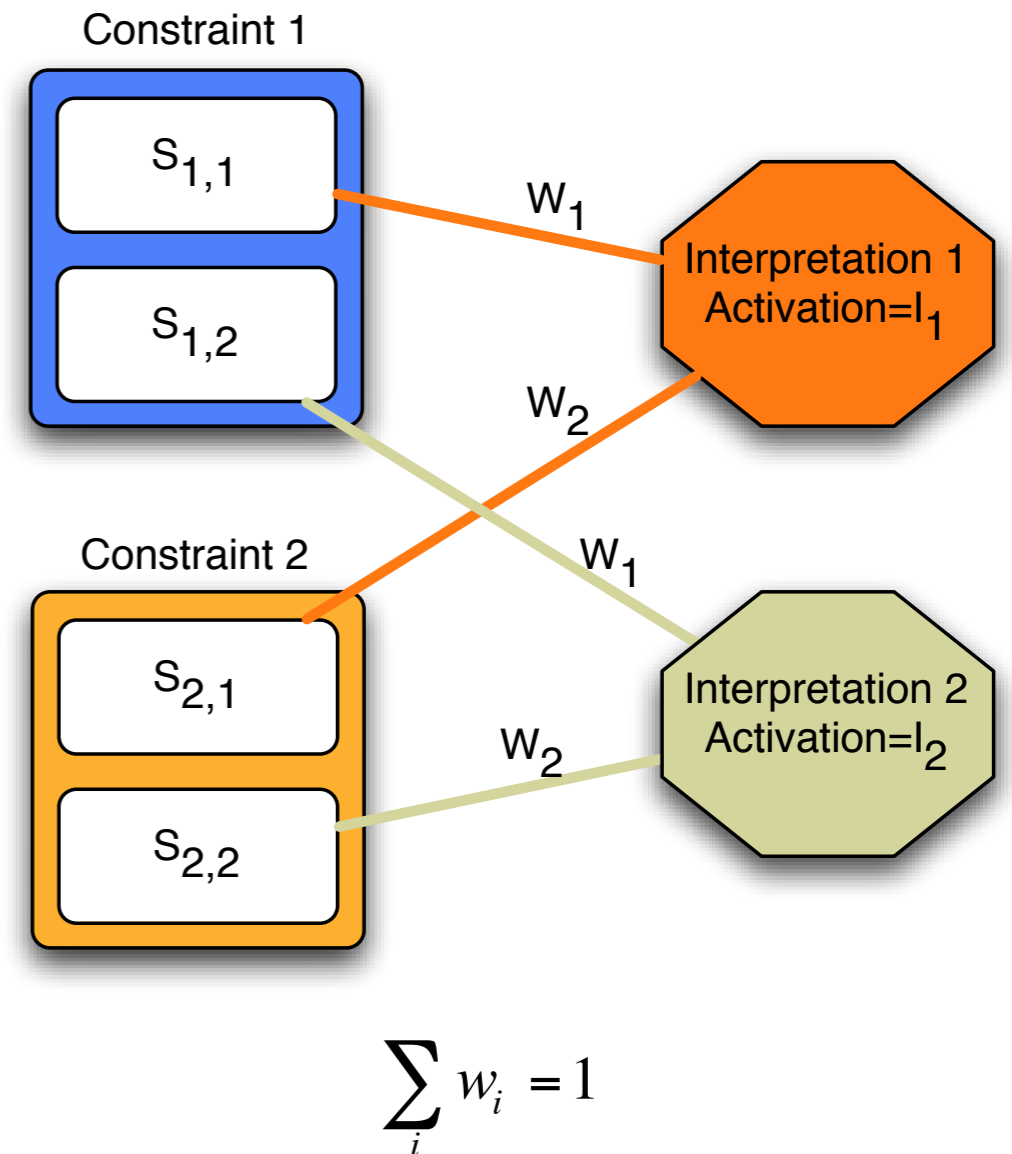 Constraint 1
S1,1
S1,2
W1
Interpretation 1
Activation=I1
W2
Constraint 2
S2,1
S2,2
W1
W2
Interpretation 2
Activation=I2
∑i wi = 1